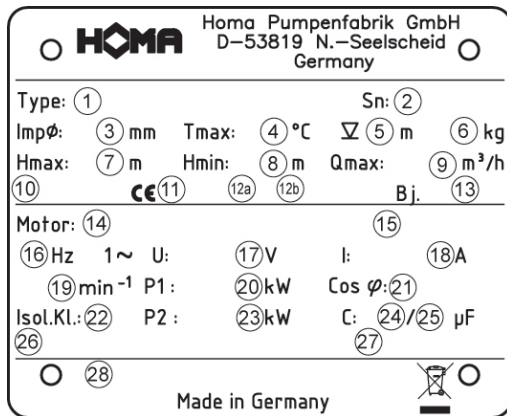 HOMA
Homa Pumpenfabrik GmbH
D–53819 N.–Seelscheid
Germany
Type: 1 Sn: 2
ImpØ: 3 mm Tmax: 4 °C ∇ 5 m 6 kg
Hmax: 7 m Hmin: 8 m Qmax: 9 m³/h
10 CE 11 12a 12b Bj. 13
Motor: 14 15
16 Hz 1~ U: 17 V I: 18 A
19 min⁻¹ P1: 20 kW Cos φ: 21
Isol.Kl.: 22 P2: 23 kW C: 24/25 µF
26 27
28
Made in Germany